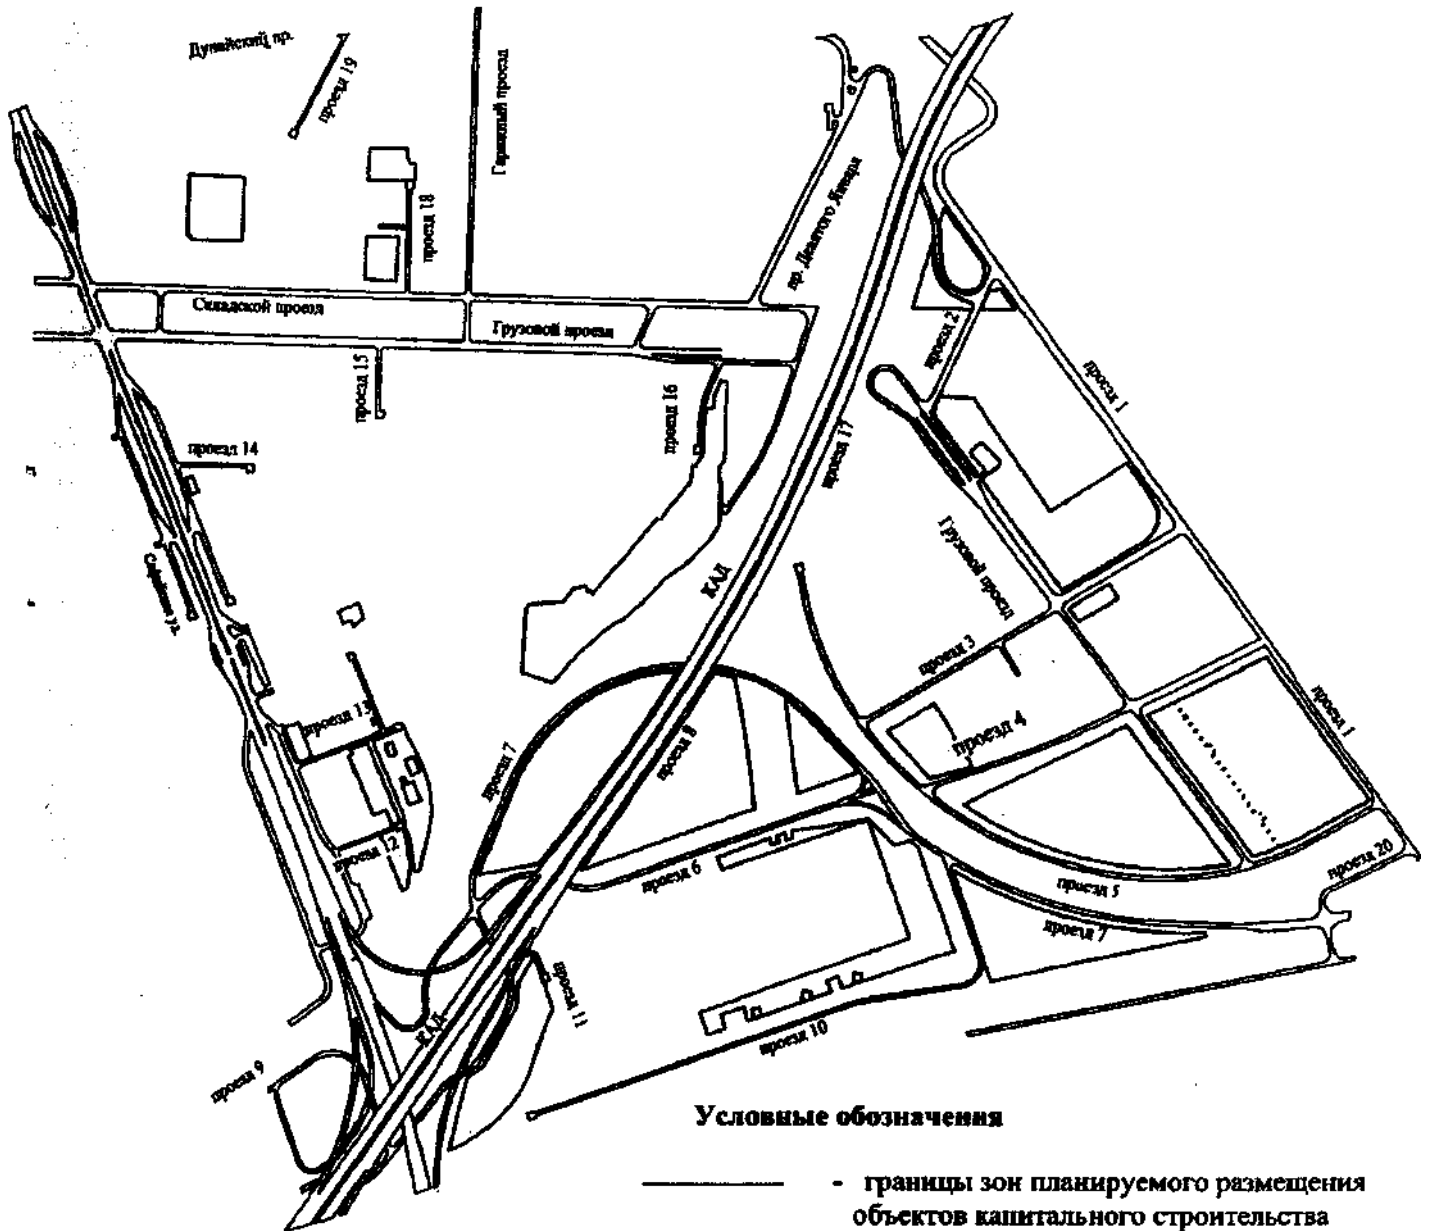 Дунайский пр.
проезд 19
Гаражный проезд
проезд 18
пр. Девятого Января
Складской проезд
Грузовой проезд
проезд 2
проезд 15
проезд 16
проезд 1
проезд 17
проезд 14
Грузовой проезд
Софийская ул.
КАД
проезд 3
проезд 13
проезд 4
проезд 1
проезд 7
проезд 8
проезд 12
проезд 6
проезд 5
проезд 20
проезд 7
проезд 11
КАД
проезд 10
проезд 9
Условные обозначения
- границы зон планируемого размещения
объектов капитального строительства